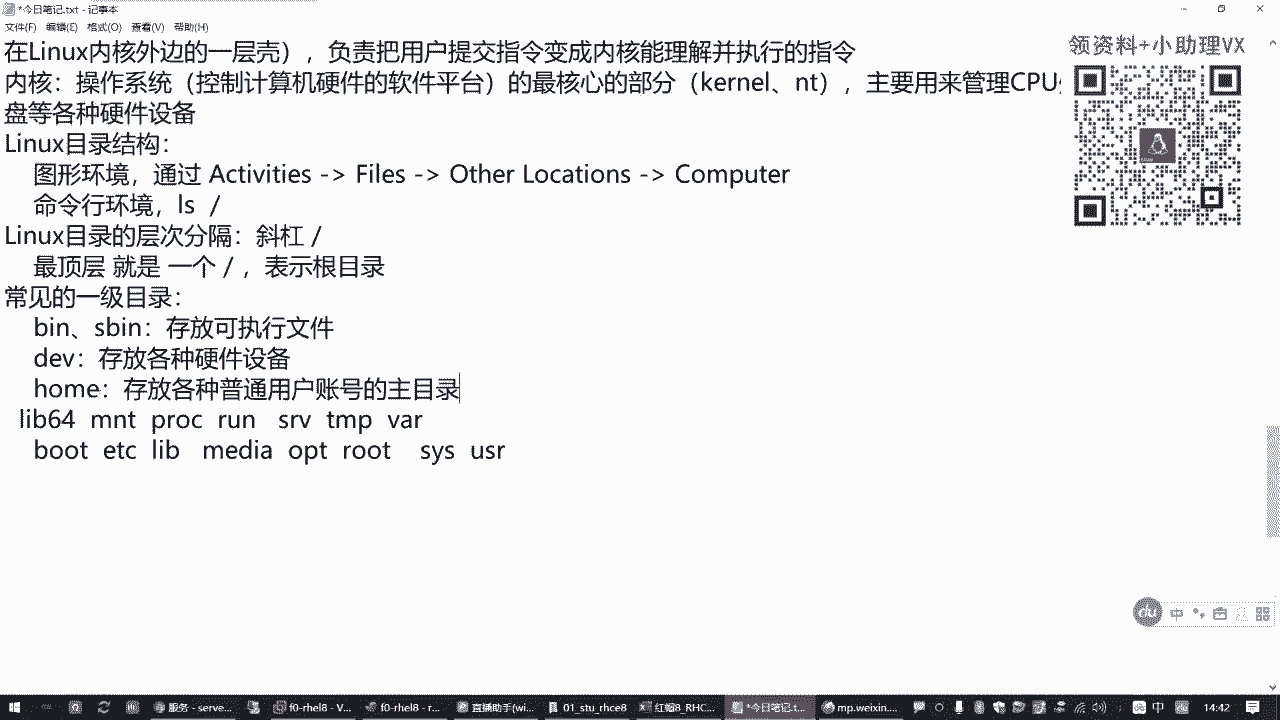 *今日笔记.txt - 记事本
文件(F) 编辑(E) 格式(O) 查看(V) 帮助(H)
在Linux内核外边的一层壳），负责把用户提交指令变成内核能理解并执行的指令
领资料+小助理VX
内核：操作系统（控制计算机硬件的软件平台）的最核心的部分（kernel、nt），主要用来管理CPU
盘等各种硬件设备
Linux目录结构：
图形环境，通过 Activities -> Files -> Other Locations -> Computer
命令行环境，ls /
Linux目录的层次分隔：斜杠 /
最顶层 就是 一个 / ，表示根目录
常见的一级目录：
bin、sbin：存放可执行文件
dev：存放各种硬件设备
home：存放各种普通用户账号的主目录
lib64 mnt proc run srv tmp var
boot etc lib media opt root sys usr
du 中
服务 - serve... f0-rhel8 - V... f0-rhel8 - r... 直播助手(wi... 01_stu_rhce8 红帽8_RHC... *今日笔记.t... mp.weixin.... 中 14:42